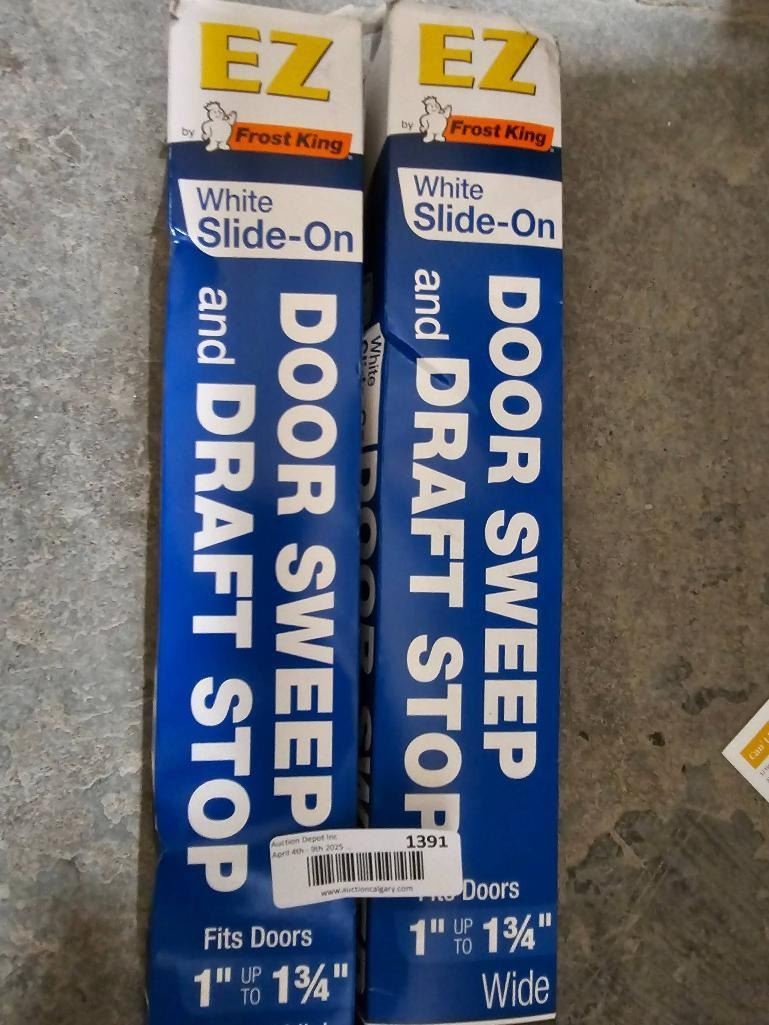 EZ
by Frost King
White
Slide-On
DOOR SWEEP
and DRAFT STOP
Fits Doors
1" UP TO 1¾"
EZ
by Frost King
White
Slide-On
DOOR SWEEP
and DRAFT STOP
Doors
1" UP TO 1¾"
Wide
White
Auction Depot Inc
April 4th - 9th 2025 ...
1391
www.auctioncalgary.com